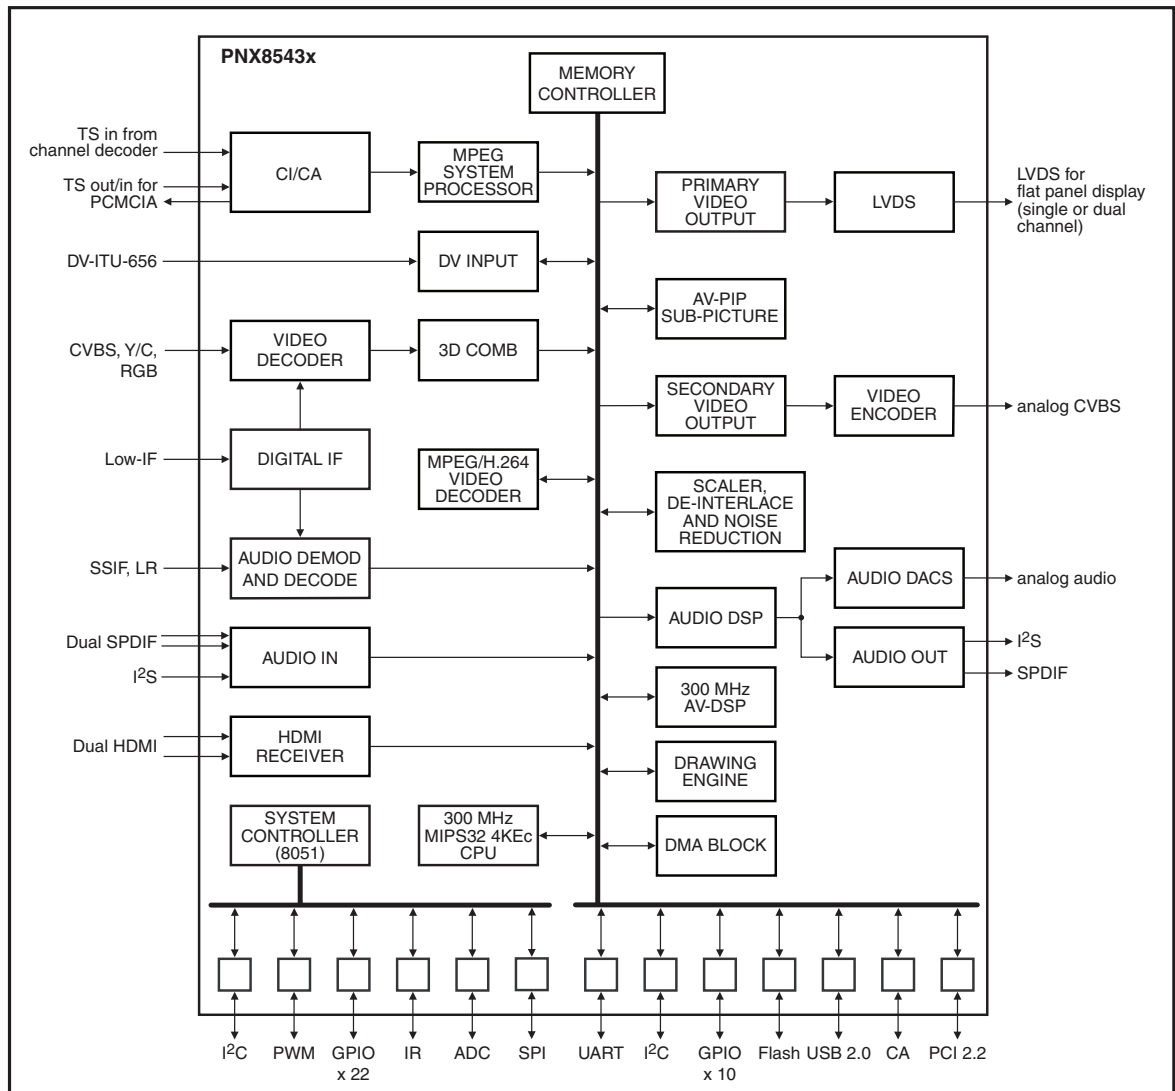 PNX8543x
MEMORY
CONTROLLER
TS in from
channel decoder
TS out/in for
PCMCIA
CI/CA
MPEG
SYSTEM
PROCESSOR
PRIMARY
VIDEO
OUTPUT
LVDS
LVDS for
flat panel display
(single or dual
channel)
DV-ITU-656
DV INPUT
AV-PIP
SUB-PICTURE
CVBS, Y/C,
RGB
VIDEO
DECODER
3D COMB
SECONDARY
VIDEO
OUTPUT
VIDEO
ENCODER
analog CVBS
Low-IF
DIGITAL IF
MPEG/H.264
VIDEO
DECODER
SCALER,
DE-INTERLACE
AND NOISE
REDUCTION
SSIF, LR
AUDIO DEMOD
AND DECODE
AUDIO DSP
AUDIO DACS
analog audio
AUDIO OUT
I²S
SPDIF
Dual SPDIF
I²S
AUDIO IN
300 MHz
AV-DSP
Dual HDMI
HDMI
RECEIVER
DRAWING
ENGINE
SYSTEM
CONTROLLER
(8051)
300 MHz
MIPS32 4KEc
CPU
DMA BLOCK
I²C
PWM
GPIO
x 22
IR
ADC
SPI
UART
I²C
GPIO
x 10
Flash
USB 2.0
CA
PCI 2.2